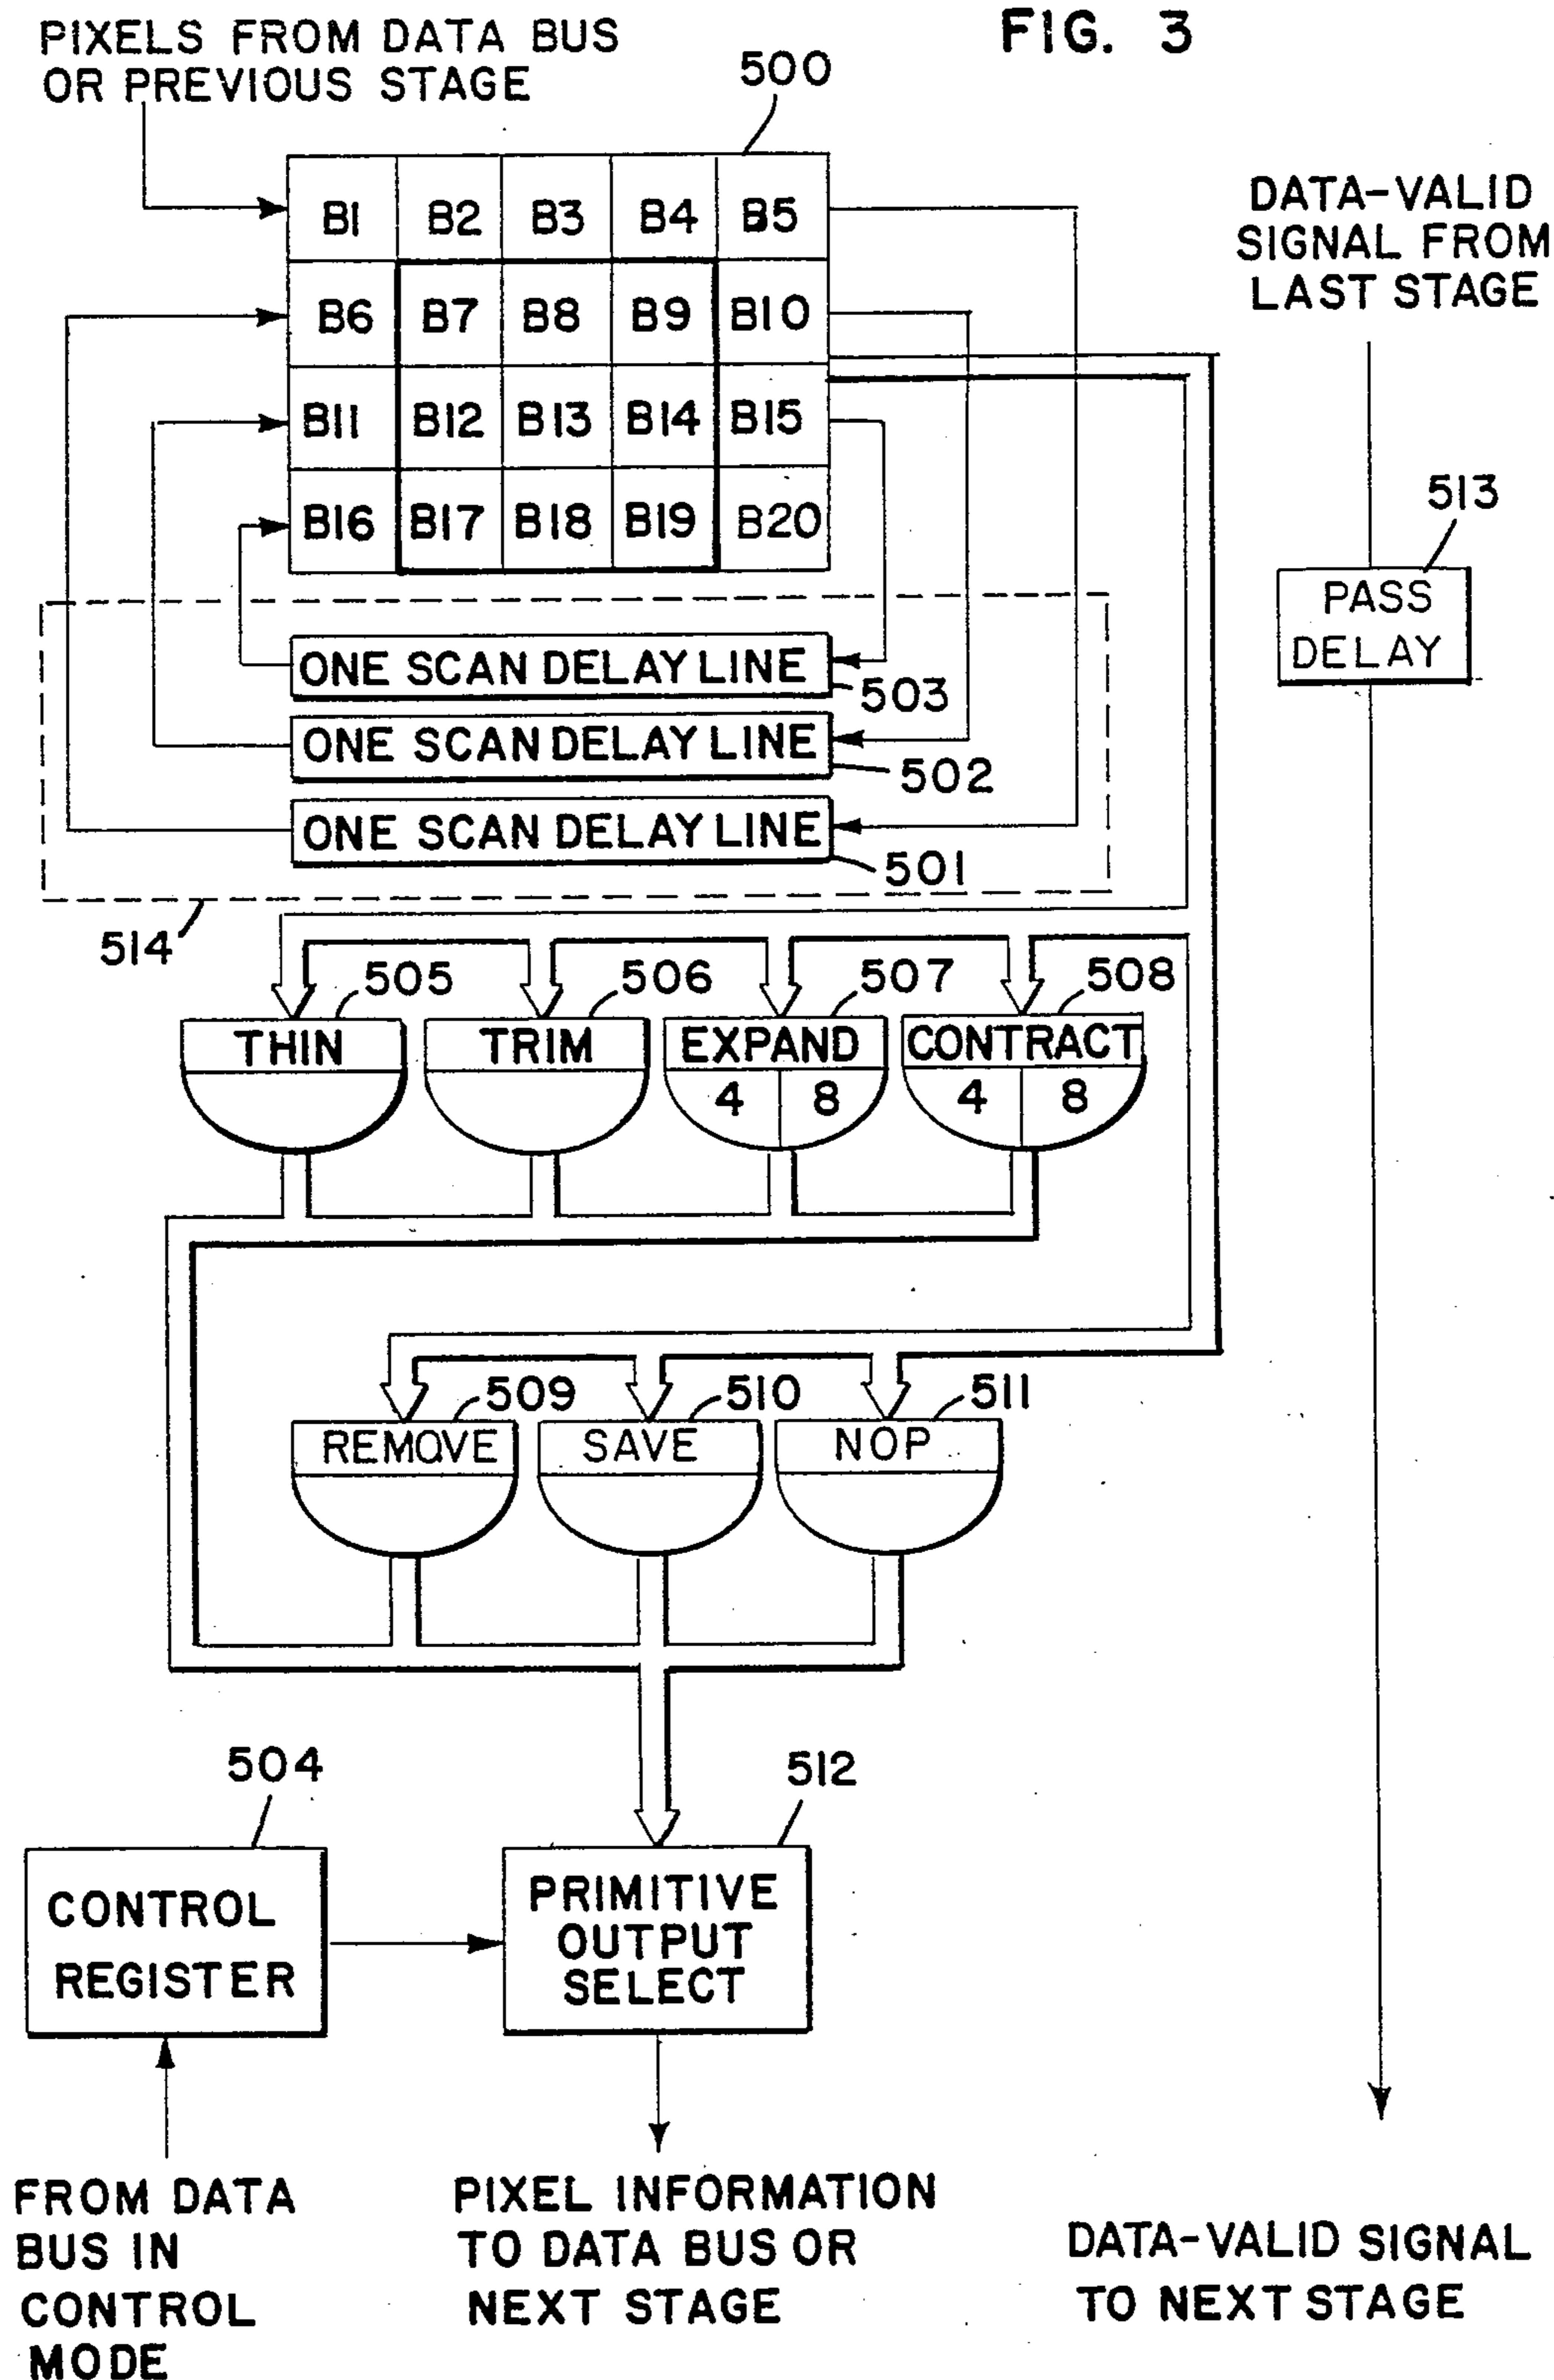 FIG. 3
PIXELS FROM DATA BUS
OR PREVIOUS STAGE
500
B1 B2 B3 B4 B5
B6 B7 B8 B9 B10
B11 B12 B13 B14 B15
B16 B17 B18 B19 B20
DATA-VALID
SIGNAL FROM
LAST STAGE
513
PASS
DELAY
ONE SCAN DELAY LINE
503
ONE SCAN DELAY LINE
502
ONE SCAN DELAY LINE
501
514
505 506 507 508
THIN TRIM EXPAND CONTRACT
4 8 4 8
509 510 511
REMOVE SAVE NOP
504
512
CONTROL
REGISTER
PRIMITIVE
OUTPUT
SELECT
FROM DATA
BUS IN
CONTROL
MODE
PIXEL INFORMATION
TO DATA BUS OR
NEXT STAGE
DATA-VALID SIGNAL
TO NEXT STAGE